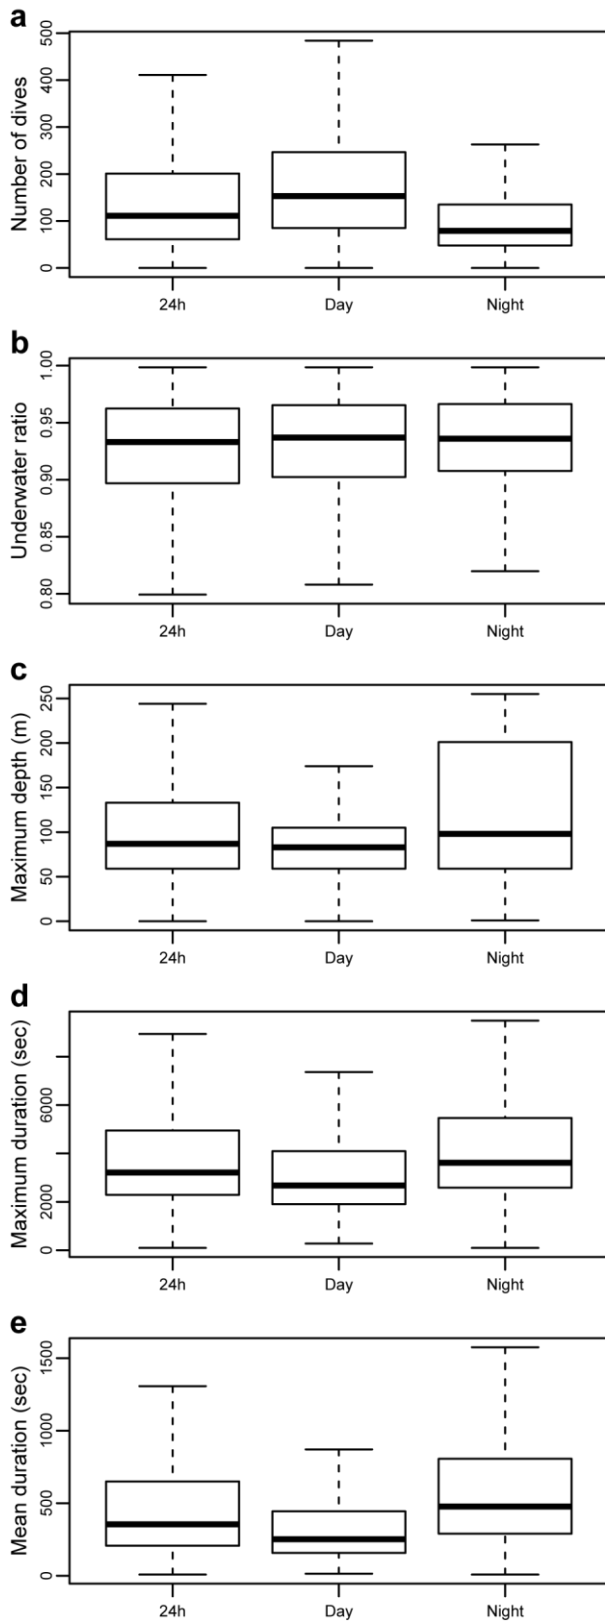 a
Number of dives
500
400
300
200
100
0
24h Day Night
b
Underwater ratio
1.00
0.95
0.90
0.85
0.80
24h Day Night
c
Maximum depth (m)
250
200
150
100
50
0
24h Day Night
d
Maximum duration (sec)
6000
2000
0
24h Day Night
e
Mean duration (sec)
1500
1000
500
0
24h Day Night